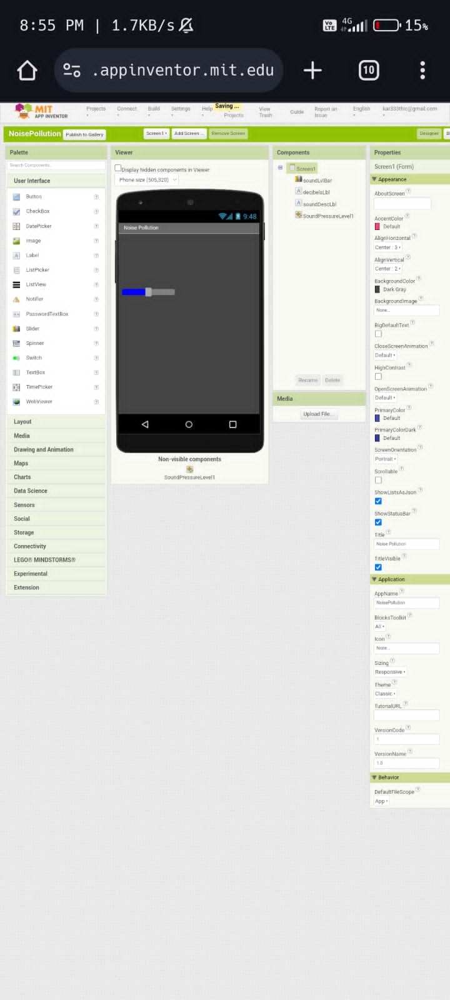 8:55 PM | 1.7KB/s
Vo LTE 4G 15%
.appinventor.mit.edu
10
MIT
APP INVENTOR
Projects
Connect
Build
Settings
Help
Saving ...
Projects
View Trash
Guide
Report an Issue
English
kar333thic@gmail.com
NoisePollution
Publish to Gallery
Screen1
Add Screen ...
Remove Screen
Designer
Palette
Search Components...
User Interface
Button
CheckBox
DatePicker
Image
Label
ListPicker
ListView
Notifier
PasswordTextBox
Slider
Spinner
Switch
TextBox
TimePicker
WebViewer
Layout
Media
Drawing and Animation
Maps
Charts
Data Science
Sensors
Social
Storage
Connectivity
LEGO® MINDSTORMS®
Experimental
Extension
Viewer
Display hidden components in Viewer
Phone size (505,320)
9:48
Noise Pollution
Non-visible components
SoundPressureLevel1
Components
Screen1
soundLvlBar
decibelsLbl
soundDescLbl
SoundPressureLevel1
Rename
Delete
Media
Upload File...
Properties
Screen1 (Form)
Appearance
AboutScreen
AccentColor
Default
AlignHorizontal
Center : 3
AlignVertical
Center : 2
BackgroundColor
Dark Gray
BackgroundImage
None...
BigDefaultText
CloseScreenAnimation
Default
HighContrast
OpenScreenAnimation
Default
PrimaryColor
Default
PrimaryColorDark
Default
ScreenOrientation
Portrait
Scrollable
ShowListsAsJson
ShowStatusBar
Title
Noise Pollution
TitleVisible
Application
AppName
NoisePollution
BlocksToolkit
All
Icon
None...
Sizing
Responsive
Theme
Classic
TutorialURL
VersionCode
1
VersionName
1.0
Behavior
DefaultFileScope
App